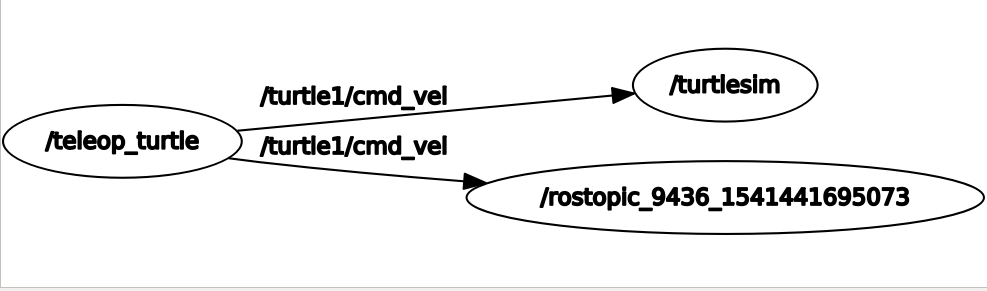 /turtle1/cmd_vel
/turtlesim
/teleop_turtle
/turtle1/cmd_vel
/rostopic_9436_1541441695073